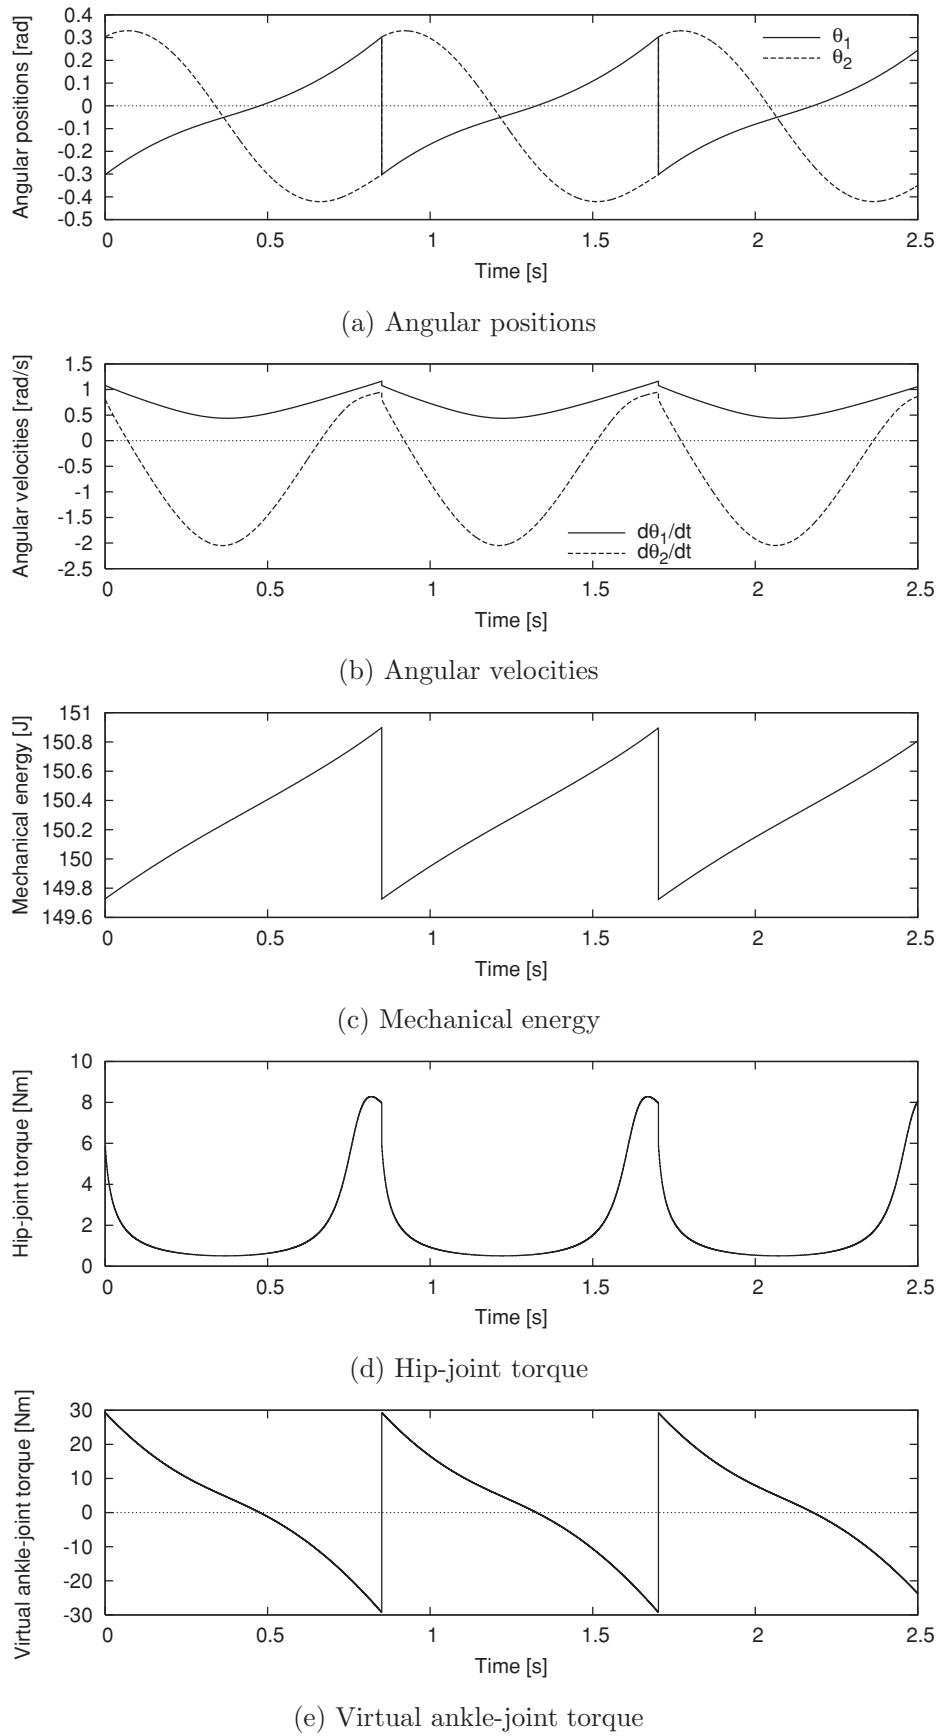 Angular positions [rad]
0.4
0.3
0.2
0.1
0
-0.1
-0.2
-0.3
-0.4
-0.5
θ1
θ2
0 0.5 1 1.5 2 2.5
Time [s]
(a) Angular positions
Angular velocities [rad/s]
1.5
1
0.5
0
-0.5
-1
-1.5
-2
-2.5
dθ1/dt
dθ2/dt
0 0.5 1 1.5 2 2.5
Time [s]
(b) Angular velocities
Mechanical energy [J]
151
150.8
150.6
150.4
150.2
150
149.8
149.6
0 0.5 1 1.5 2 2.5
Time [s]
(c) Mechanical energy
Hip-joint torque [Nm]
10
8
6
4
2
0
0 0.5 1 1.5 2 2.5
Time [s]
(d) Hip-joint torque
Virtual ankle-joint torque [Nm]
30
20
10
0
-10
-20
-30
0 0.5 1 1.5 2 2.5
Time [s]
(e) Virtual ankle-joint torque